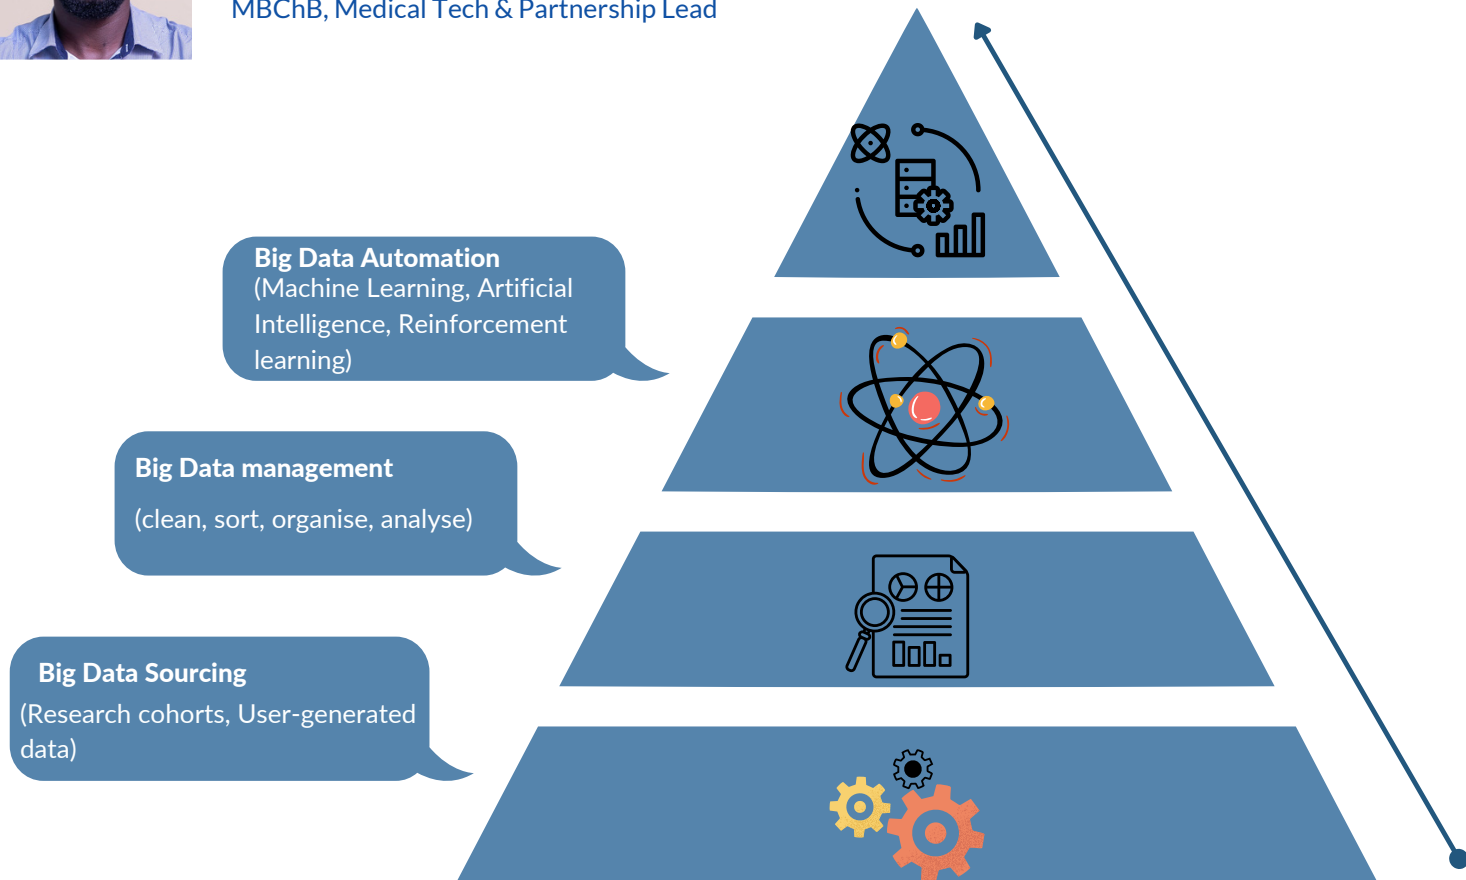 MBChB, Medical Tech & Partnership Lead
Big Data Automation
(Machine Learning, Artificial
Intelligence, Reinforcement
learning)
Big Data management
(clean, sort, organise, analyse)
Big Data Sourcing
(Research cohorts, User-generated
data)